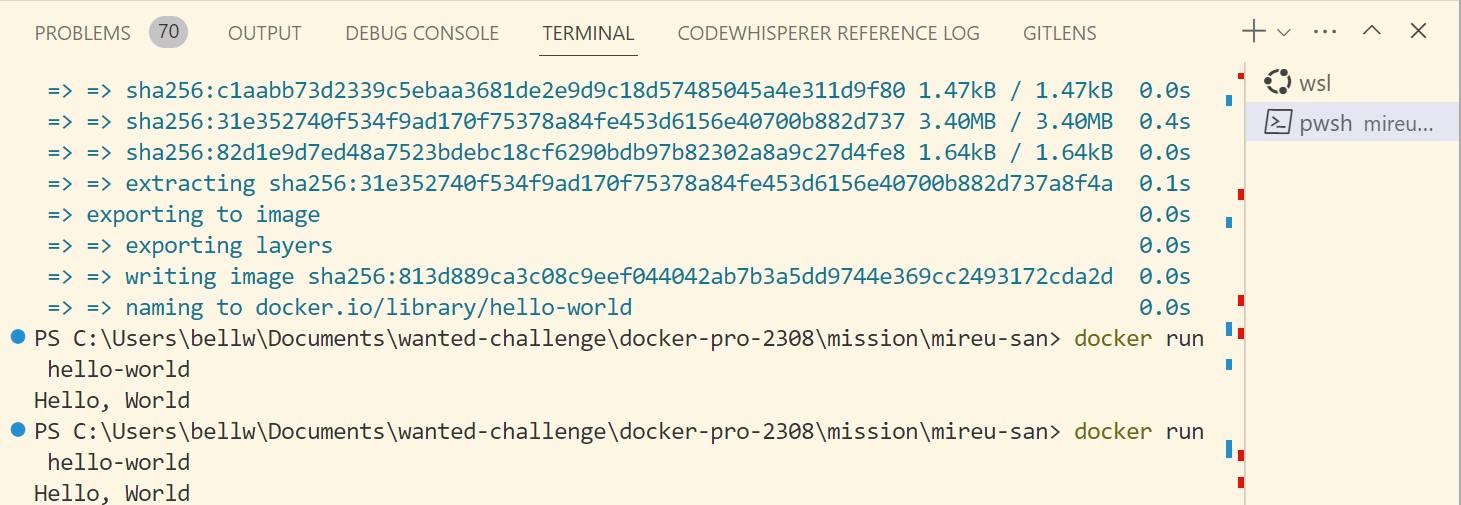 PROBLEMS 70 OUTPUT DEBUG CONSOLE TERMINAL CODEWHISPERER REFERENCE LOG GITLENS
=> => sha256:c1aabb73d2339c5ebaa3681de2e9d9c18d57485045a4e311d9f80 1.47kB / 1.47kB 0.0s
=> => sha256:31e352740f534f9ad170f75378a84fe453d6156e40700b882d737 3.40MB / 3.40MB 0.4s
=> => sha256:82d1e9d7ed48a7523bdebc18cf6290bdb97b82302a8a9c27d4fe8 1.64kB / 1.64kB 0.0s
=> => extracting sha256:31e352740f534f9ad170f75378a84fe453d6156e40700b882d737a8f4a 0.1s
=> exporting to image 0.0s
=> => exporting layers 0.0s
=> => writing image sha256:813d889ca3c08c9eef044042ab7b3a5dd9744e369cc2493172cda2d 0.0s
=> => naming to docker.io/library/hello-world 0.0s
PS C:\Users\bellw\Documents\wanted-challenge\docker-pro-2308\mission\mireu-san> docker run
hello-world
Hello, World
PS C:\Users\bellw\Documents\wanted-challenge\docker-pro-2308\mission\mireu-san> docker run
hello-world
Hello, World
wsl
pwsh mireu...